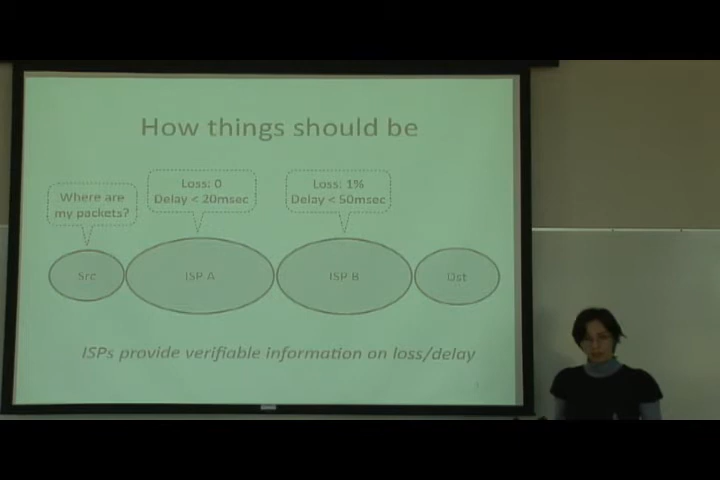 How things should be
Where are
my packets?
Loss: 0
Delay < 20msec
Loss: 1%
Delay < 50msec
Src
ISP A
ISP B
Dst
ISPs provide verifiable information on loss/delay